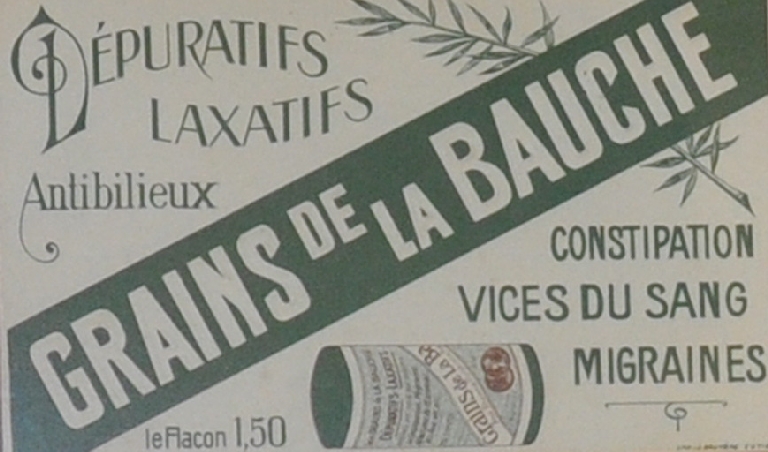 DÉPURATIFS
LAXATIFS
Antibilieux
GRAINS DE LA BAUCHE
CONSTIPATION
VICES DU SANG
MIGRAINES
le Flacon 1,50
Grains de La Ba